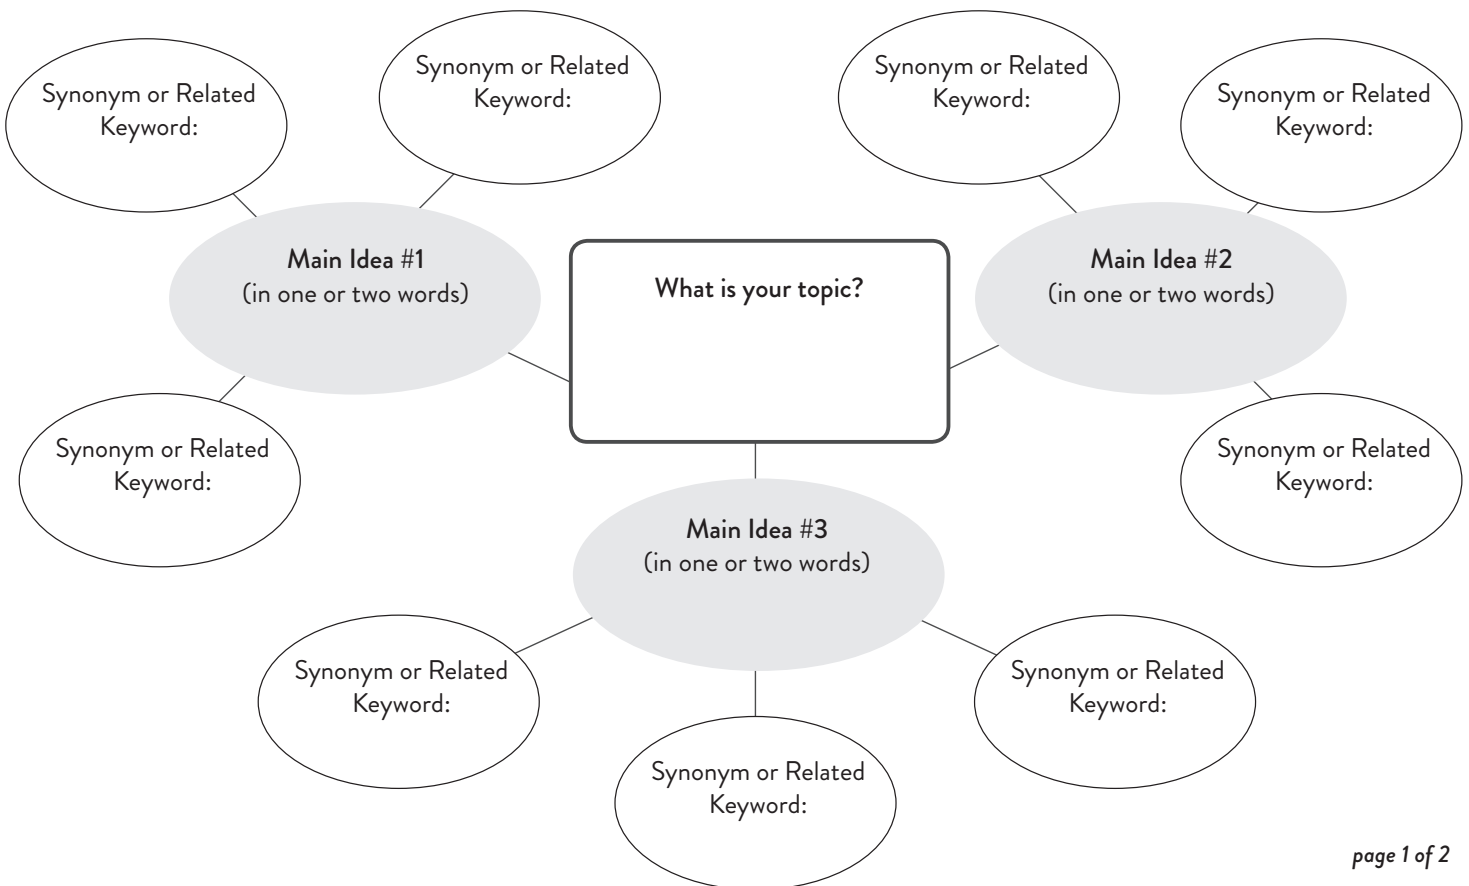 Synonym or Related
Keyword:
Synonym or Related
Keyword:
Synonym or Related
Keyword:
Synonym or Related
Keyword:
Main Idea #1
(in one or two words)
What is your topic?
Main Idea #2
(in one or two words)
Synonym or Related
Keyword:
Synonym or Related
Keyword:
Main Idea #3
(in one or two words)
Synonym or Related
Keyword:
Synonym or Related
Keyword:
Synonym or Related
Keyword:
page 1 of 2